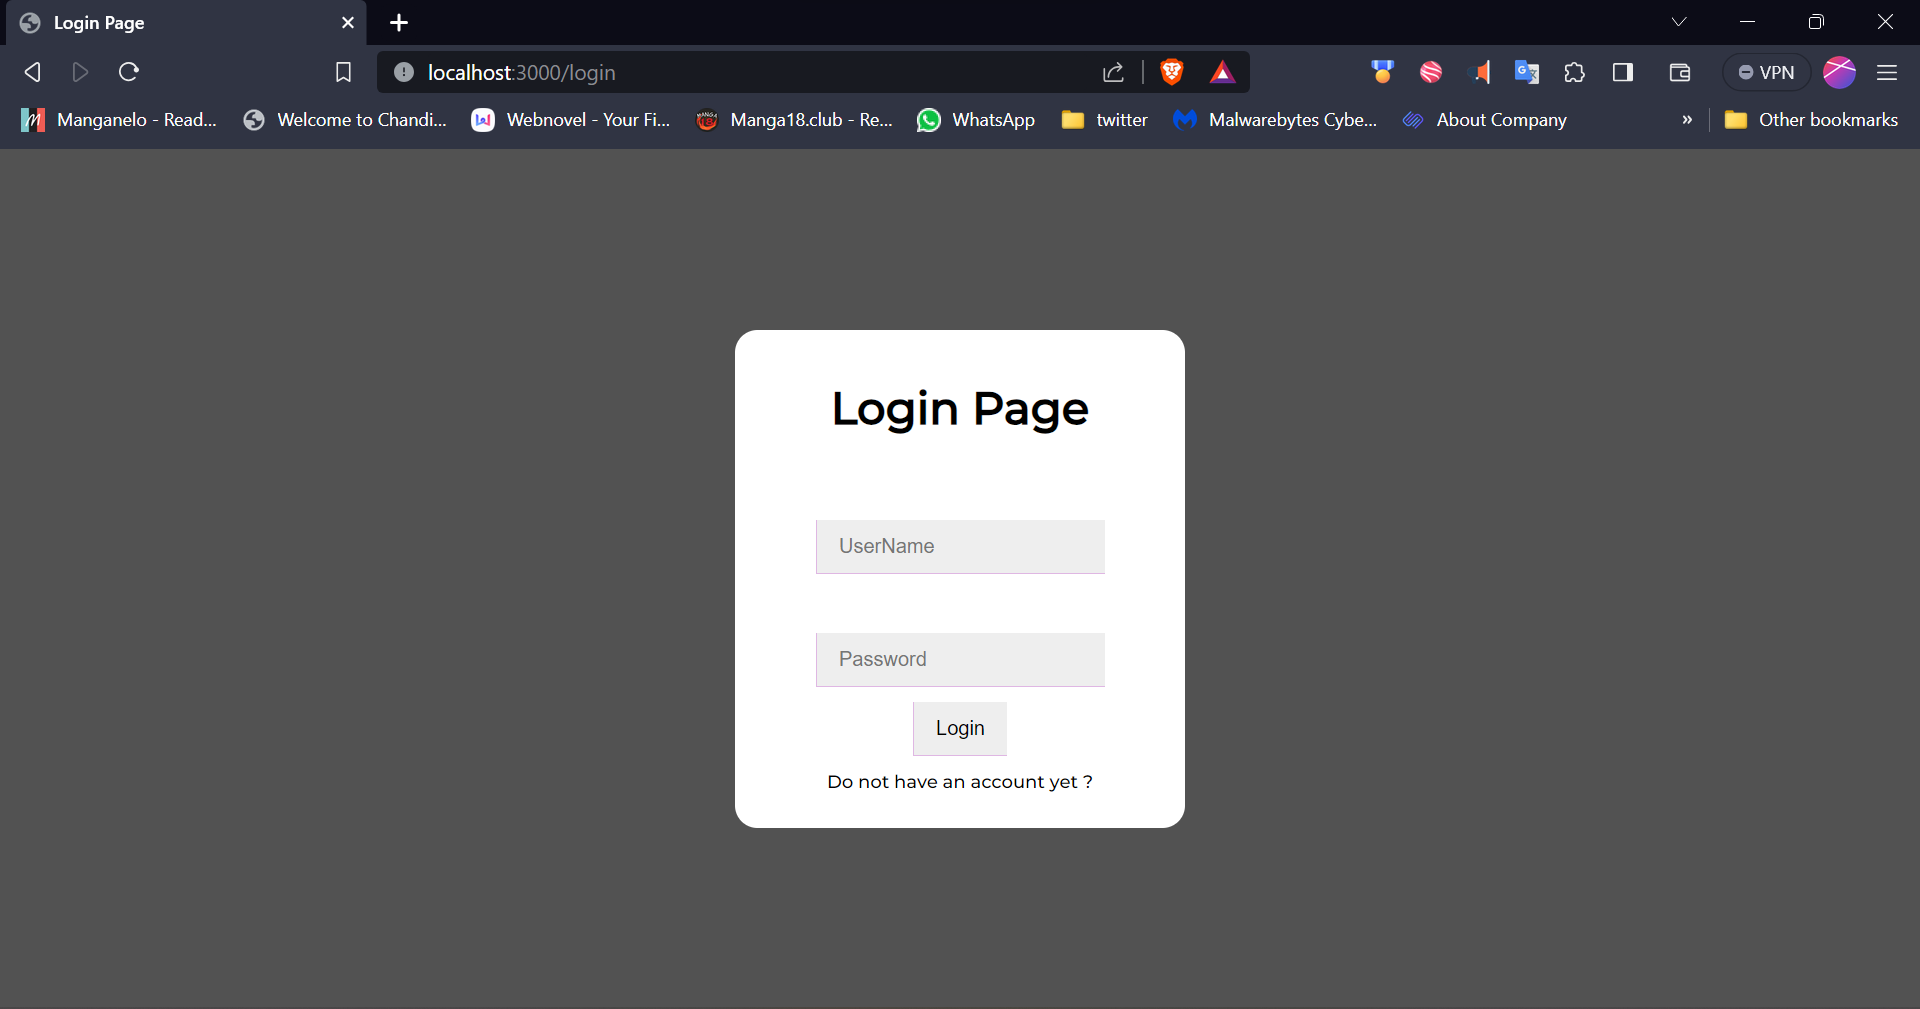 Login Page
localhost:3000/login
VPN
Manganelo - Read...
Welcome to Chandi...
Webnovel - Your Fi...
Manga18.club - Re...
WhatsApp
twitter
Malwarebytes Cybe...
About Company
»
Other bookmarks
Login Page
UserName
Password
Login
Do not have an account yet ?